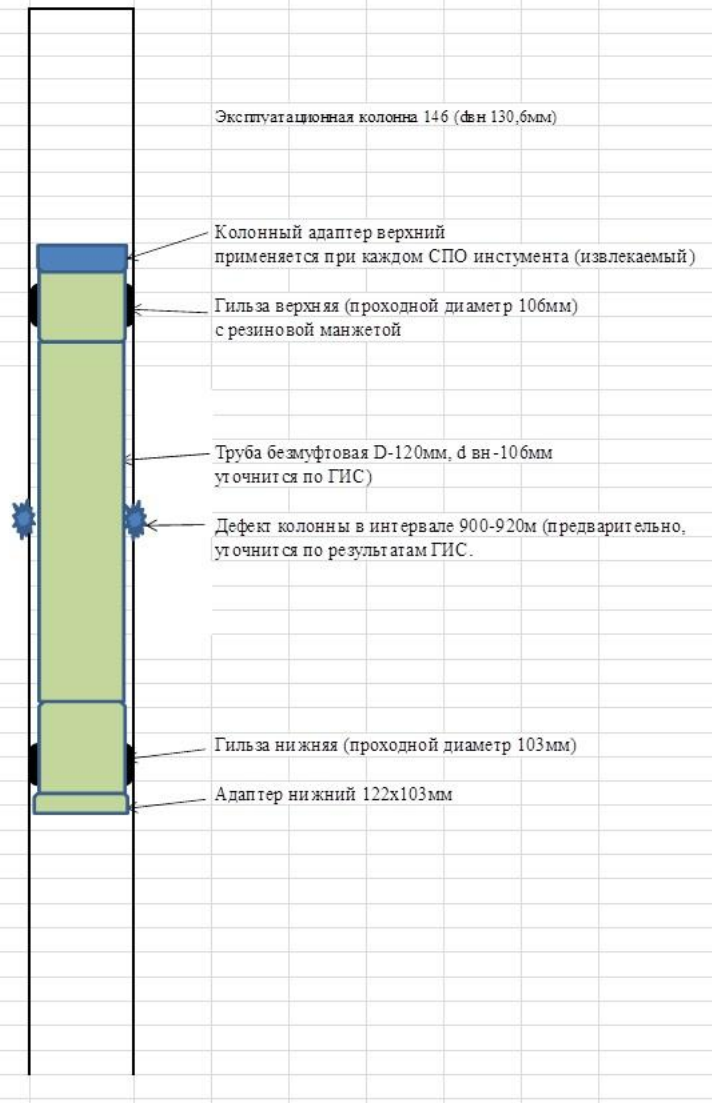 Эксплуатационная колонна 146 (dвн 130,6мм)
Колонный адаптер верхний
применяется при каждом СПО инстумента (извлекаемый)
Гильза верхняя (проходной диаметр 106мм)
с резиновой манжетой
Труба безмуфтовая D-120мм, d вн-106мм
уточнится по ГИС)
Дефект колонны в интервале 900-920м (предварительно,
уточнится по результатам ГИС.
Гильза нижняя (проходной диаметр 103мм)
Адаптер нижний 122х103мм